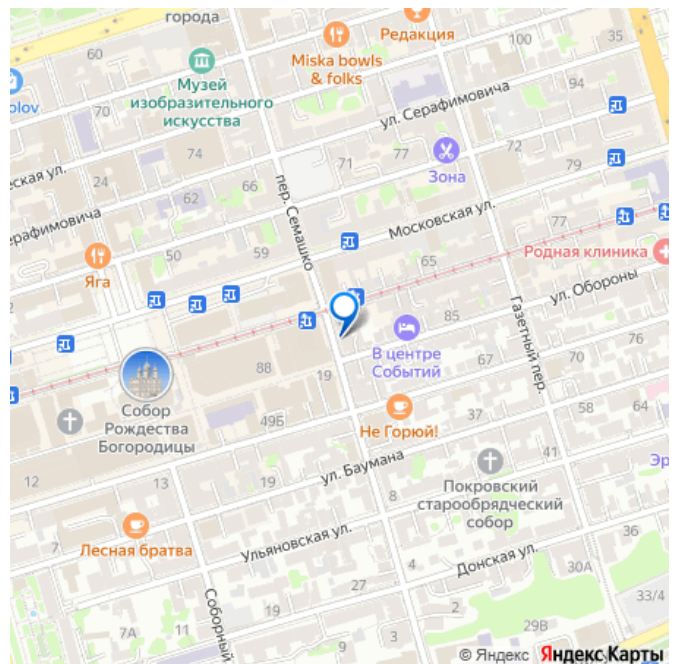 города
60
Редакция
100
35
Miska bowls
& folks
Музей
изобразительного
искусства
olov
70
94
ул. Серафимовича
74
71
77
72
Зона
79
еская ул.
24
62
66
пер. Семашко
ерафимовича
50
59
Московская ул.
77
65
Родная клиника
Яга
ул. Обороны
Газетный пер.
85
В центре
Событий
67
70
76
88
19
Собор
Рождества
Богородицы
49Б
Не Горюй!
37
58
64
12
13
19
ул. Баумана
41
Эр
Покровский
старообрядческий
собор
8
36
Лесная братва
Ульяновская ул.
Донская ул.
27
4
30А
Соборный
19
2
33/4
7А
11
9
3
29В
© Яндекс Яндекс Карты